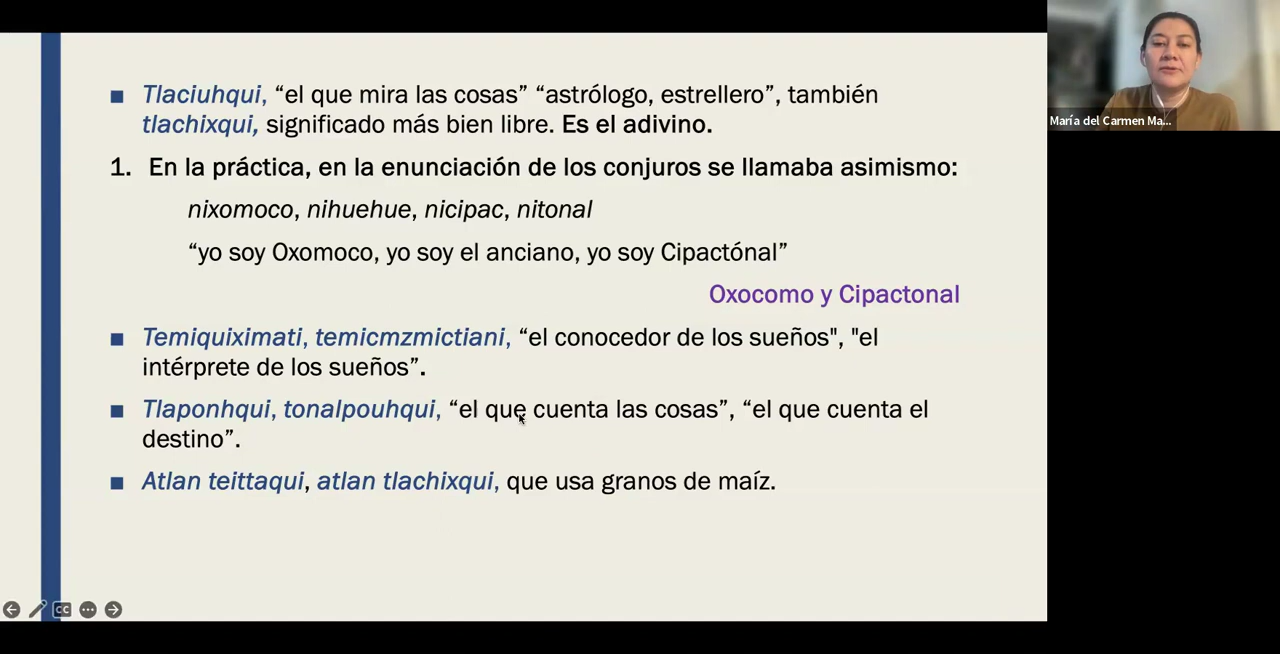 Tlaciuhqui, “el que mira las cosas” “astrólogo, estrellero”, también
tlachixqui, significado más bien libre. Es el adivino.
1. En la práctica, en la enunciación de los conjuros se llamaba asimismo:
nixomoco, nihuehue, nicipac, nitonal
“yo soy Oxomoco, yo soy el anciano, yo soy Cipactónal”
Oxocomo y Cipactonal
Temiquiximati, temicmzmictiani, “el conocedor de los sueños", "el
intérprete de los sueños”.
Tlaponhqui, tonalpouhqui, “el que cuenta las cosas”, “el que cuenta el
destino”.
Atlan teittaqui, atlan tlachixqui, que usa granos de maíz.
María del Carmen Ma...
CC